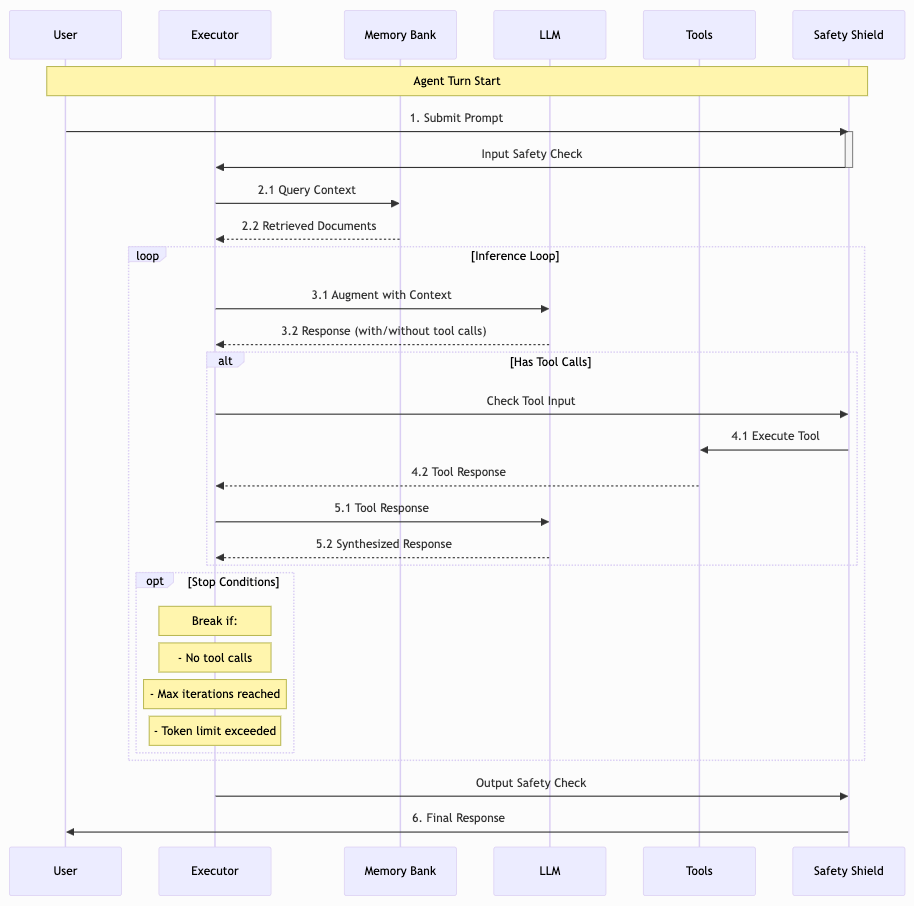 User
Executor
Memory Bank
LLM
Tools
Safety Shield
Agent Turn Start
1. Submit Prompt
Input Safety Check
2.1 Query Context
2.2 Retrieved Documents
loop
[Inference Loop]
3.1 Augment with Context
3.2 Response (with/without tool calls)
alt
[Has Tool Calls]
Check Tool Input
4.1 Execute Tool
4.2 Tool Response
5.1 Tool Response
5.2 Synthesized Response
opt
[Stop Conditions]
Break if:
- No tool calls
- Max iterations reached
- Token limit exceeded
Output Safety Check
6. Final Response
User
Executor
Memory Bank
LLM
Tools
Safety Shield